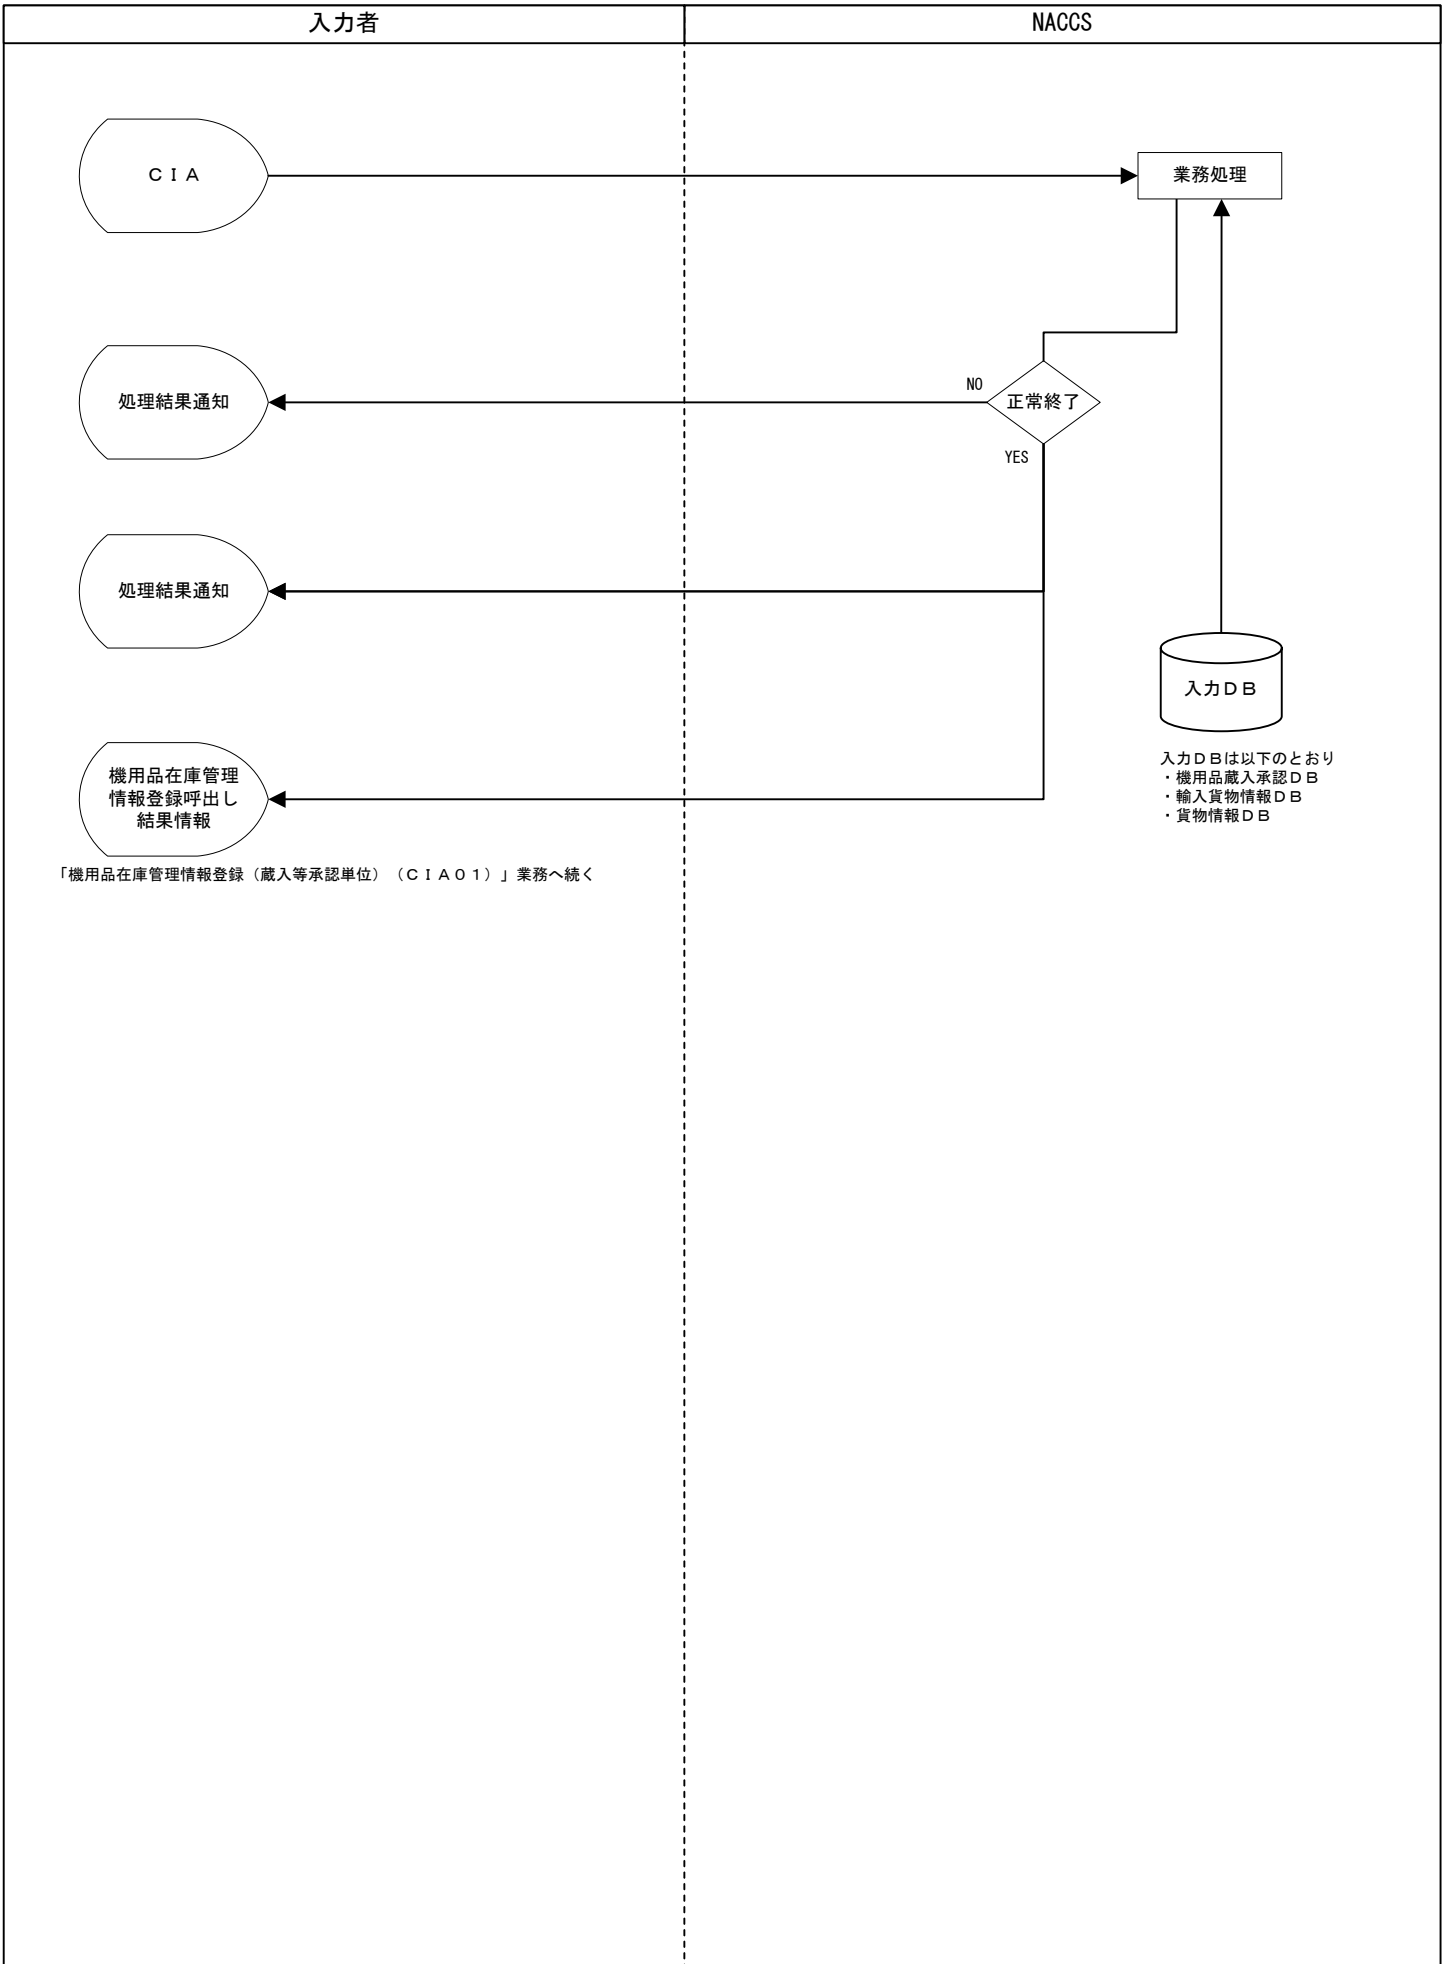 入力者
NACCS
ＣＩＡ
業務処理
処理結果通知
NO
正常終了
YES
処理結果通知
入力ＤＢ
入力ＤＢは以下のとおり
・機用品蔵入承認ＤＢ
・輸入貨物情報ＤＢ
・貨物情報ＤＢ
機用品在庫管理
情報登録呼出し
結果情報
「機用品在庫管理情報登録（蔵入等承認単位）（ＣＩＡ０１）」業務へ続く